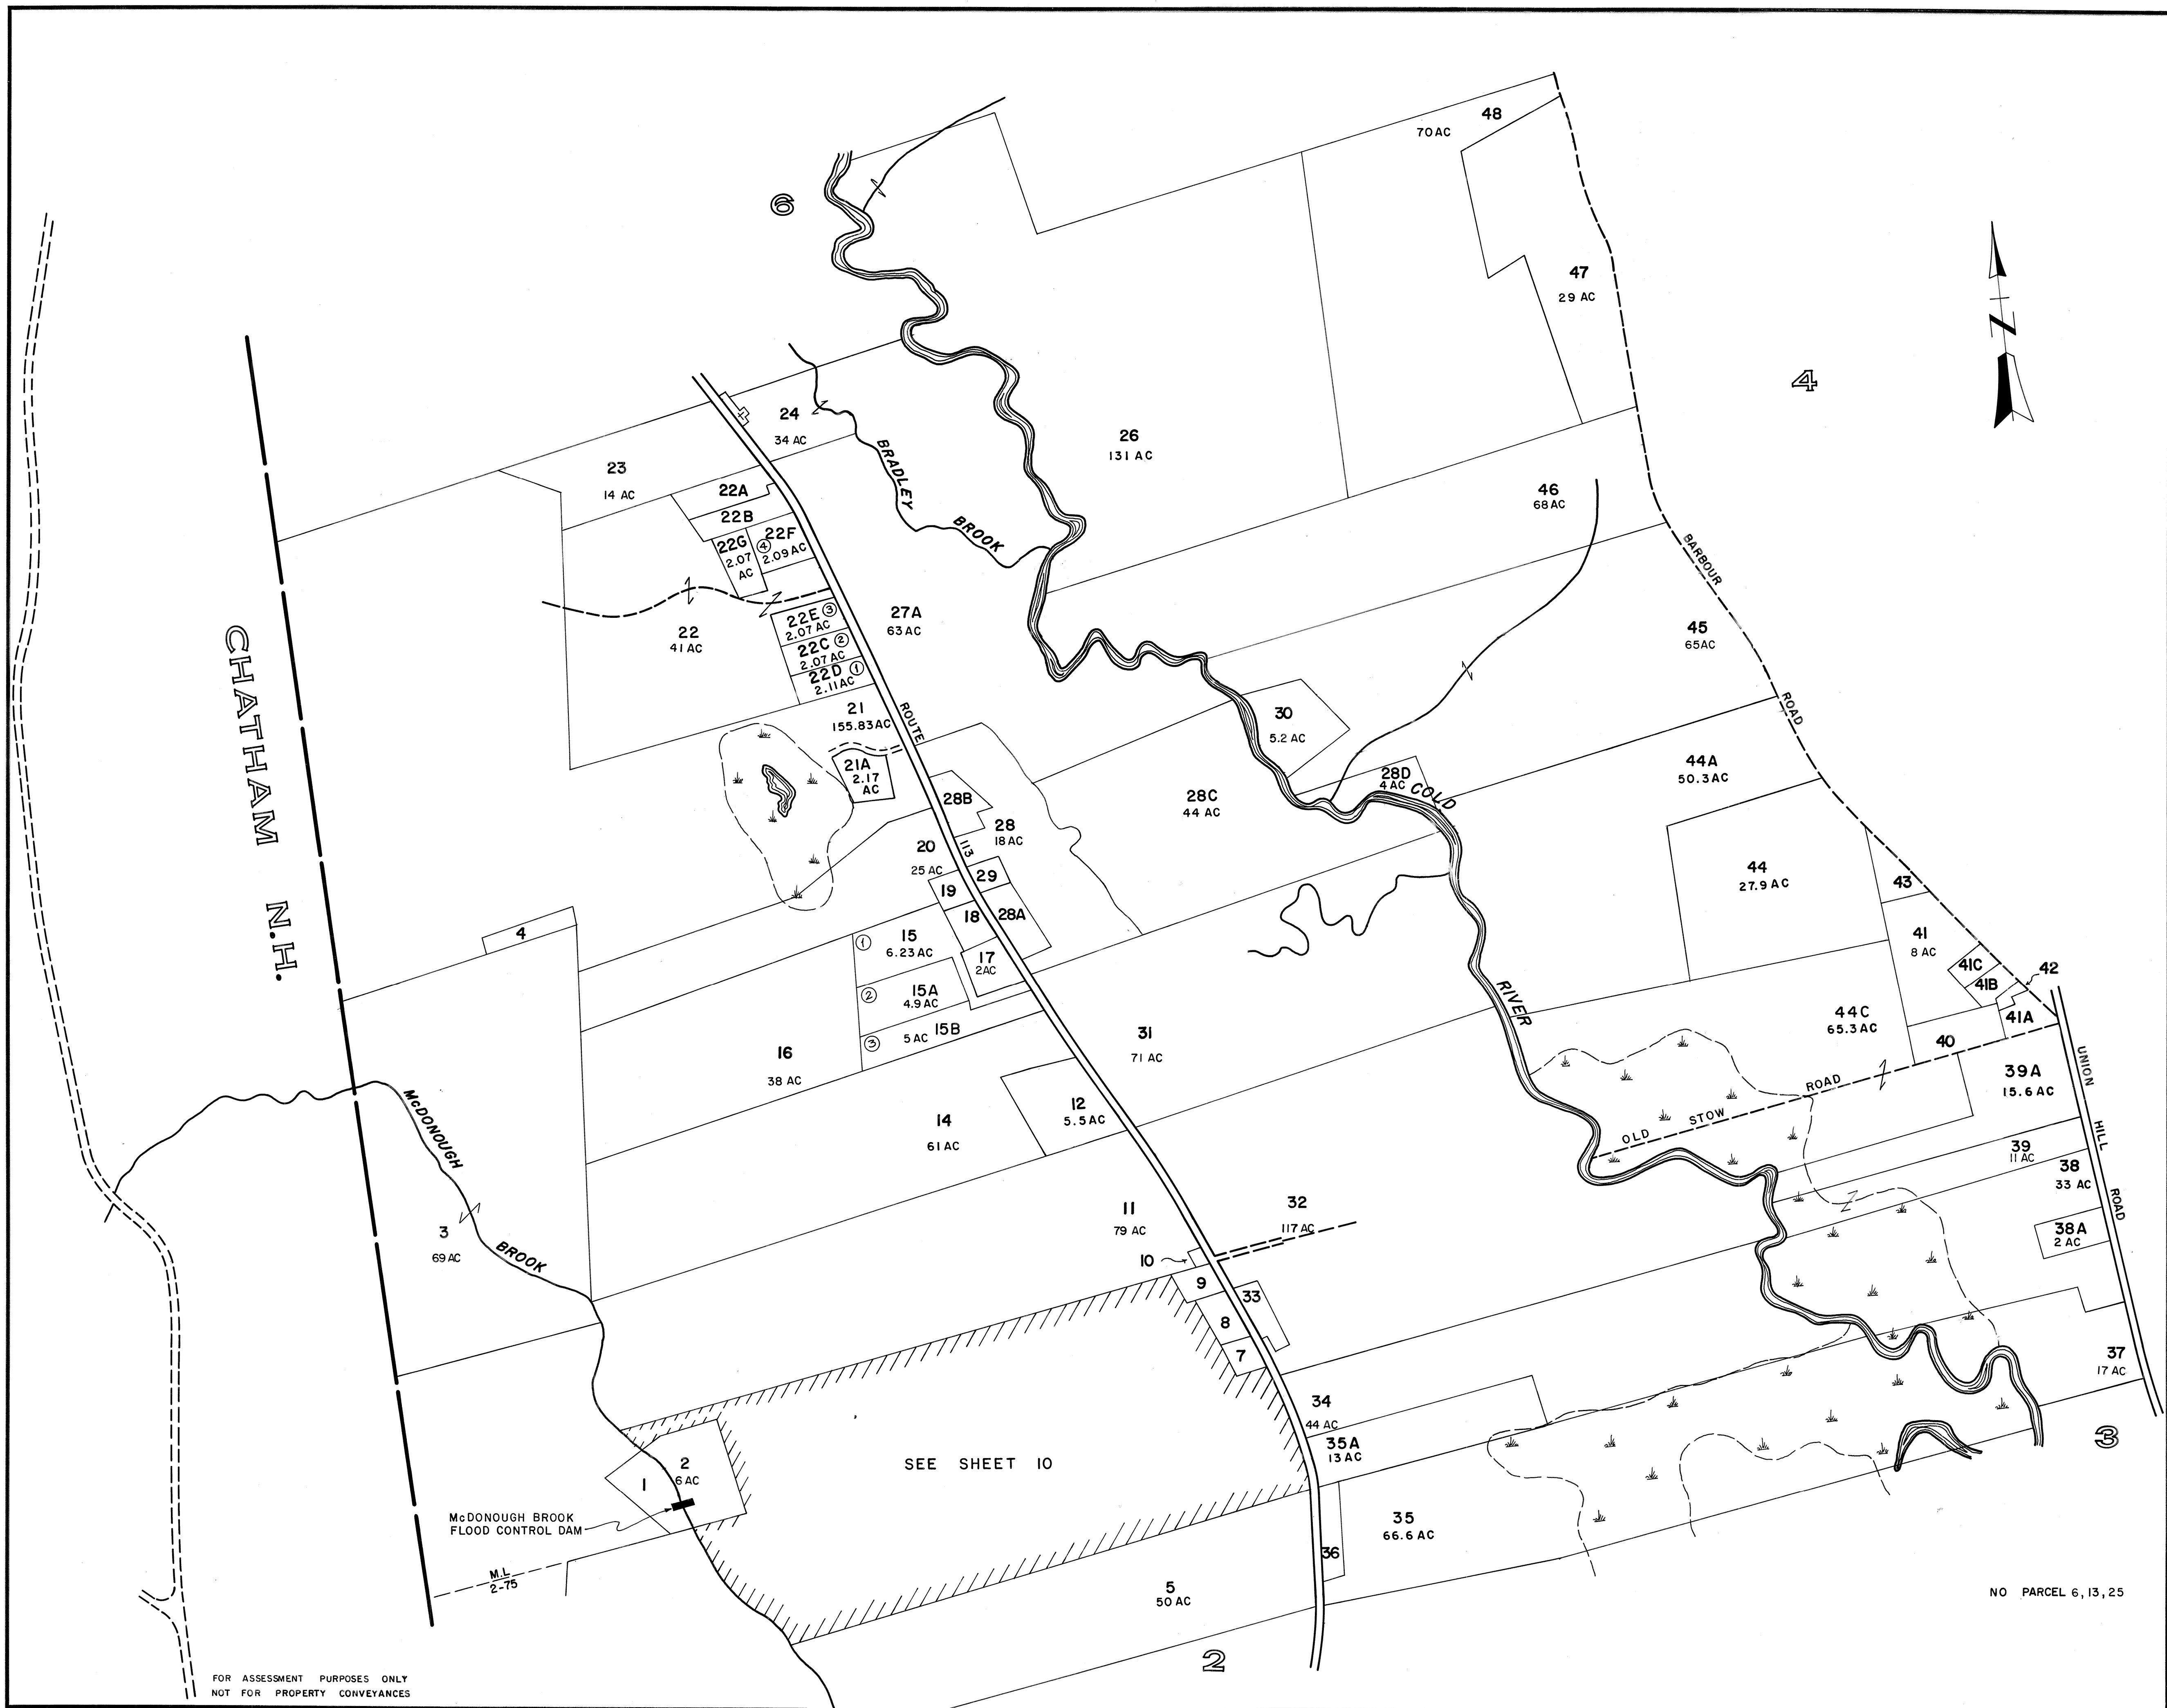 48
70 AC
6
47
29 AC
4
N
24
34 AC
26
131 AC
23
14 AC
22A
22B
46
68 AC
BRADLEY
BROOK
22G
2.07
AC
4
22F
2.09 AC
BARBOUR
ROAD
22E 3
2.07 AC
22C 2
2.07 AC
22D 1
2.11 AC
27A
63 AC
22
41 AC
45
65 AC
CHATHAM N.H.
21
155.83 AC
ROUTE
113
30
5.2 AC
21A
2.17
AC
44A
50.3 AC
28D
4 AC
COLD
RIVER
28B
28C
44 AC
28
18 AC
20
25 AC
29
44
27.9 AC
43
19
18
28A
4
1
15
6.23 AC
17
2 AC
41
8 AC
41C
41B
42
2
15A
4.9 AC
41A
44C
65.3 AC
3
5 AC 15B
31
71 AC
40
16
38 AC
UNION
HILL
ROAD
39A
15.6 AC
OLD STOW ROAD
McDONOUGH
BROOK
12
5.5 AC
14
61 AC
39
11 AC
38
33 AC
11
79 AC
32
117 AC
3
69 AC
38A
2 AC
10
9
33
8
7
37
17 AC
34
44 AC
35A
13 AC
3
SEE SHEET 10
2
6 AC
1
McDONOUGH BROOK
FLOOD CONTROL DAM
35
66.6 AC
36
M.L.
2-75
5
50 AC
NO PARCEL 6, 13, 25
2
FOR ASSESSMENT PURPOSES ONLY
NOT FOR PROPERTY CONVEYANCES